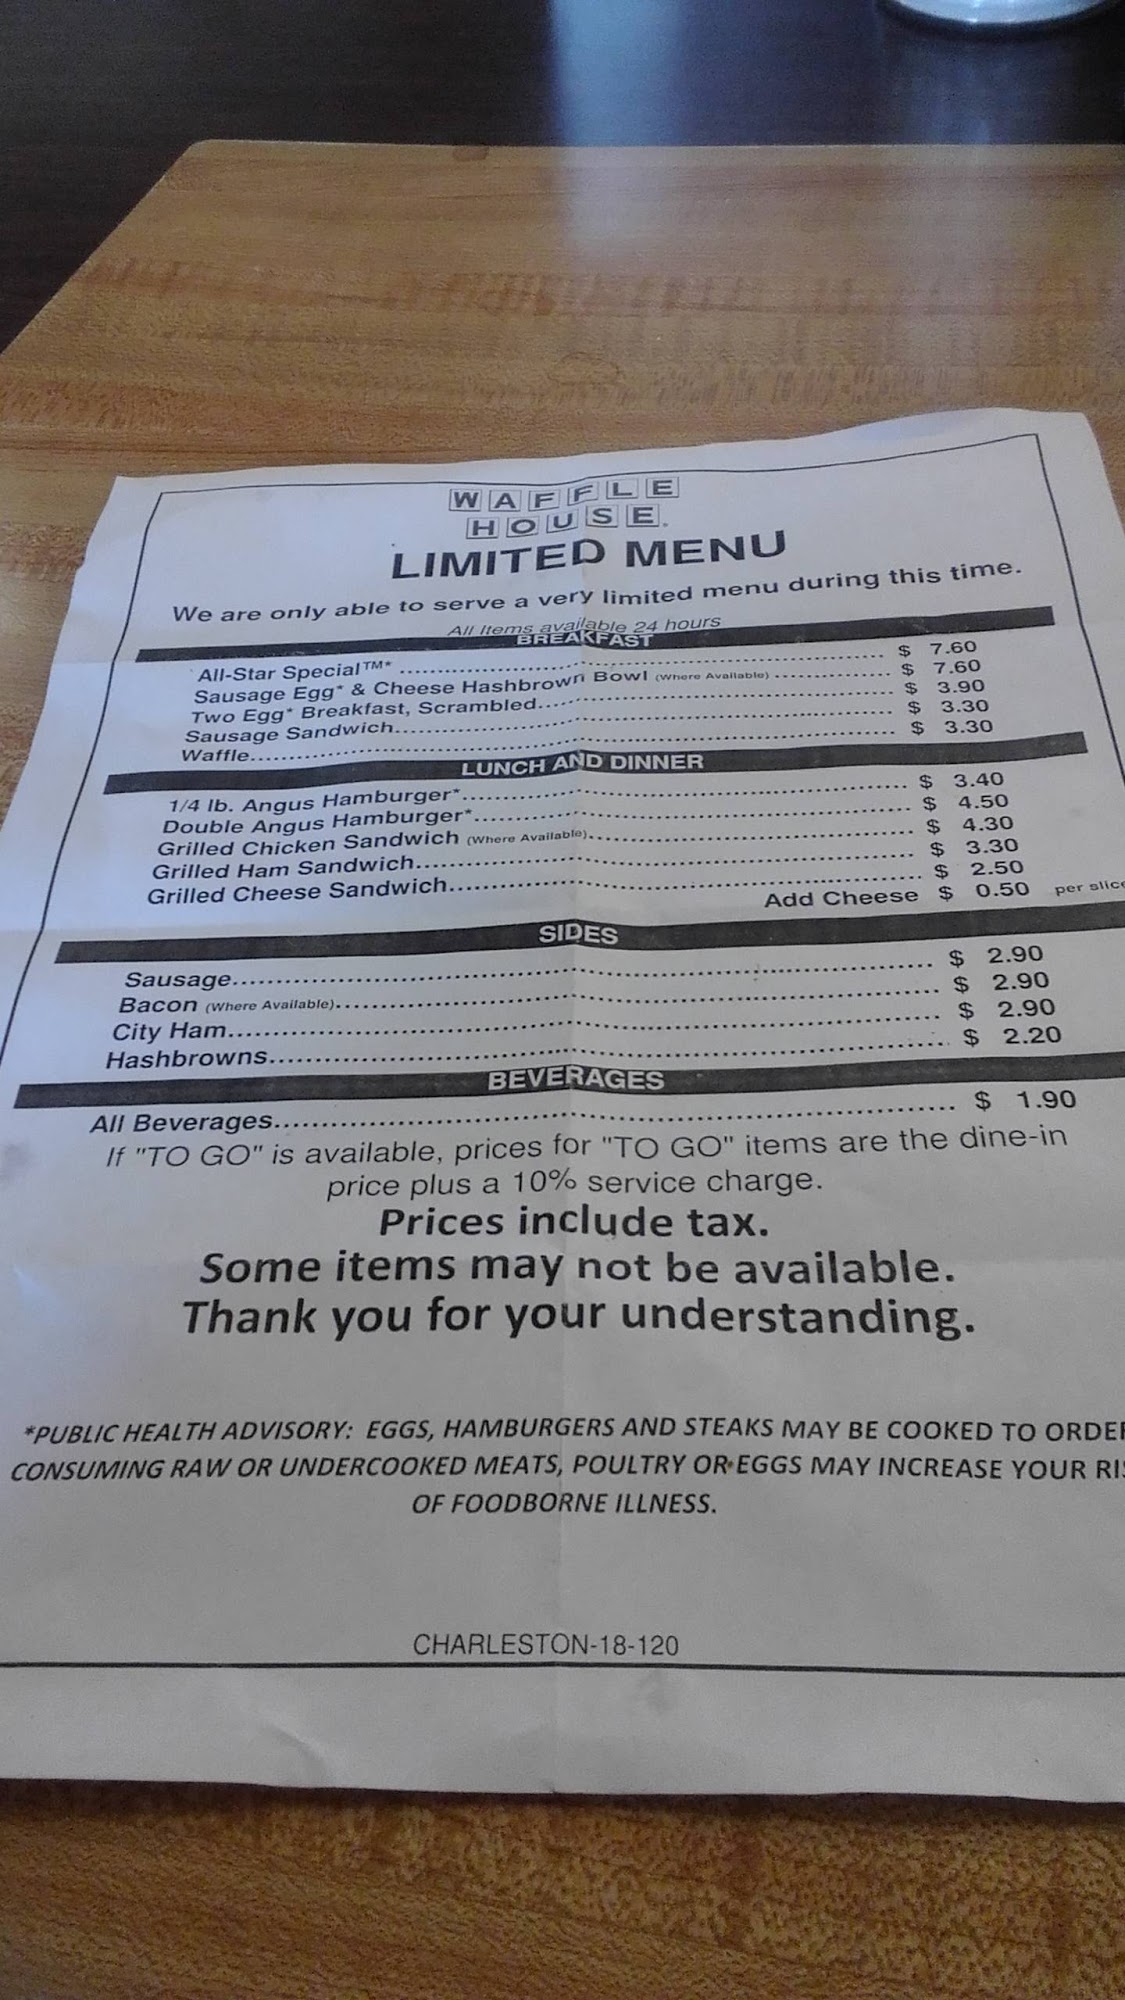 WAFFLE
HOUSE®
LIMITED MENU
We are only able to serve a very limited menu during this time.
All Items available 24 hours
BREAKFAST
All-Star Special™* $ 7.60
Sausage Egg* & Cheese Hashbrown Bowl (Where Available) $ 7.60
Two Egg* Breakfast, Scrambled $ 3.90
Sausage Sandwich $ 3.30
Waffle $ 3.30
LUNCH AND DINNER
1/4 lb. Angus Hamburger* $ 3.40
Double Angus Hamburger* $ 4.50
Grilled Chicken Sandwich (Where Available) $ 4.30
Grilled Ham Sandwich $ 3.30
Grilled Cheese Sandwich $ 2.50
Add Cheese $ 0.50 per slice
SIDES
Sausage $ 2.90
Bacon (Where Available) $ 2.90
City Ham $ 2.90
Hashbrowns $ 2.20
BEVERAGES
All Beverages $ 1.90
If "TO GO" is available, prices for "TO GO" items are the dine-in
price plus a 10% service charge.
Prices include tax.
Some items may not be available.
Thank you for your understanding.
*PUBLIC HEALTH ADVISORY: EGGS, HAMBURGERS AND STEAKS MAY BE COOKED TO ORDER
CONSUMING RAW OR UNDERCOOKED MEATS, POULTRY OR EGGS MAY INCREASE YOUR RIS
OF FOODBORNE ILLNESS.
CHARLESTON-18-120